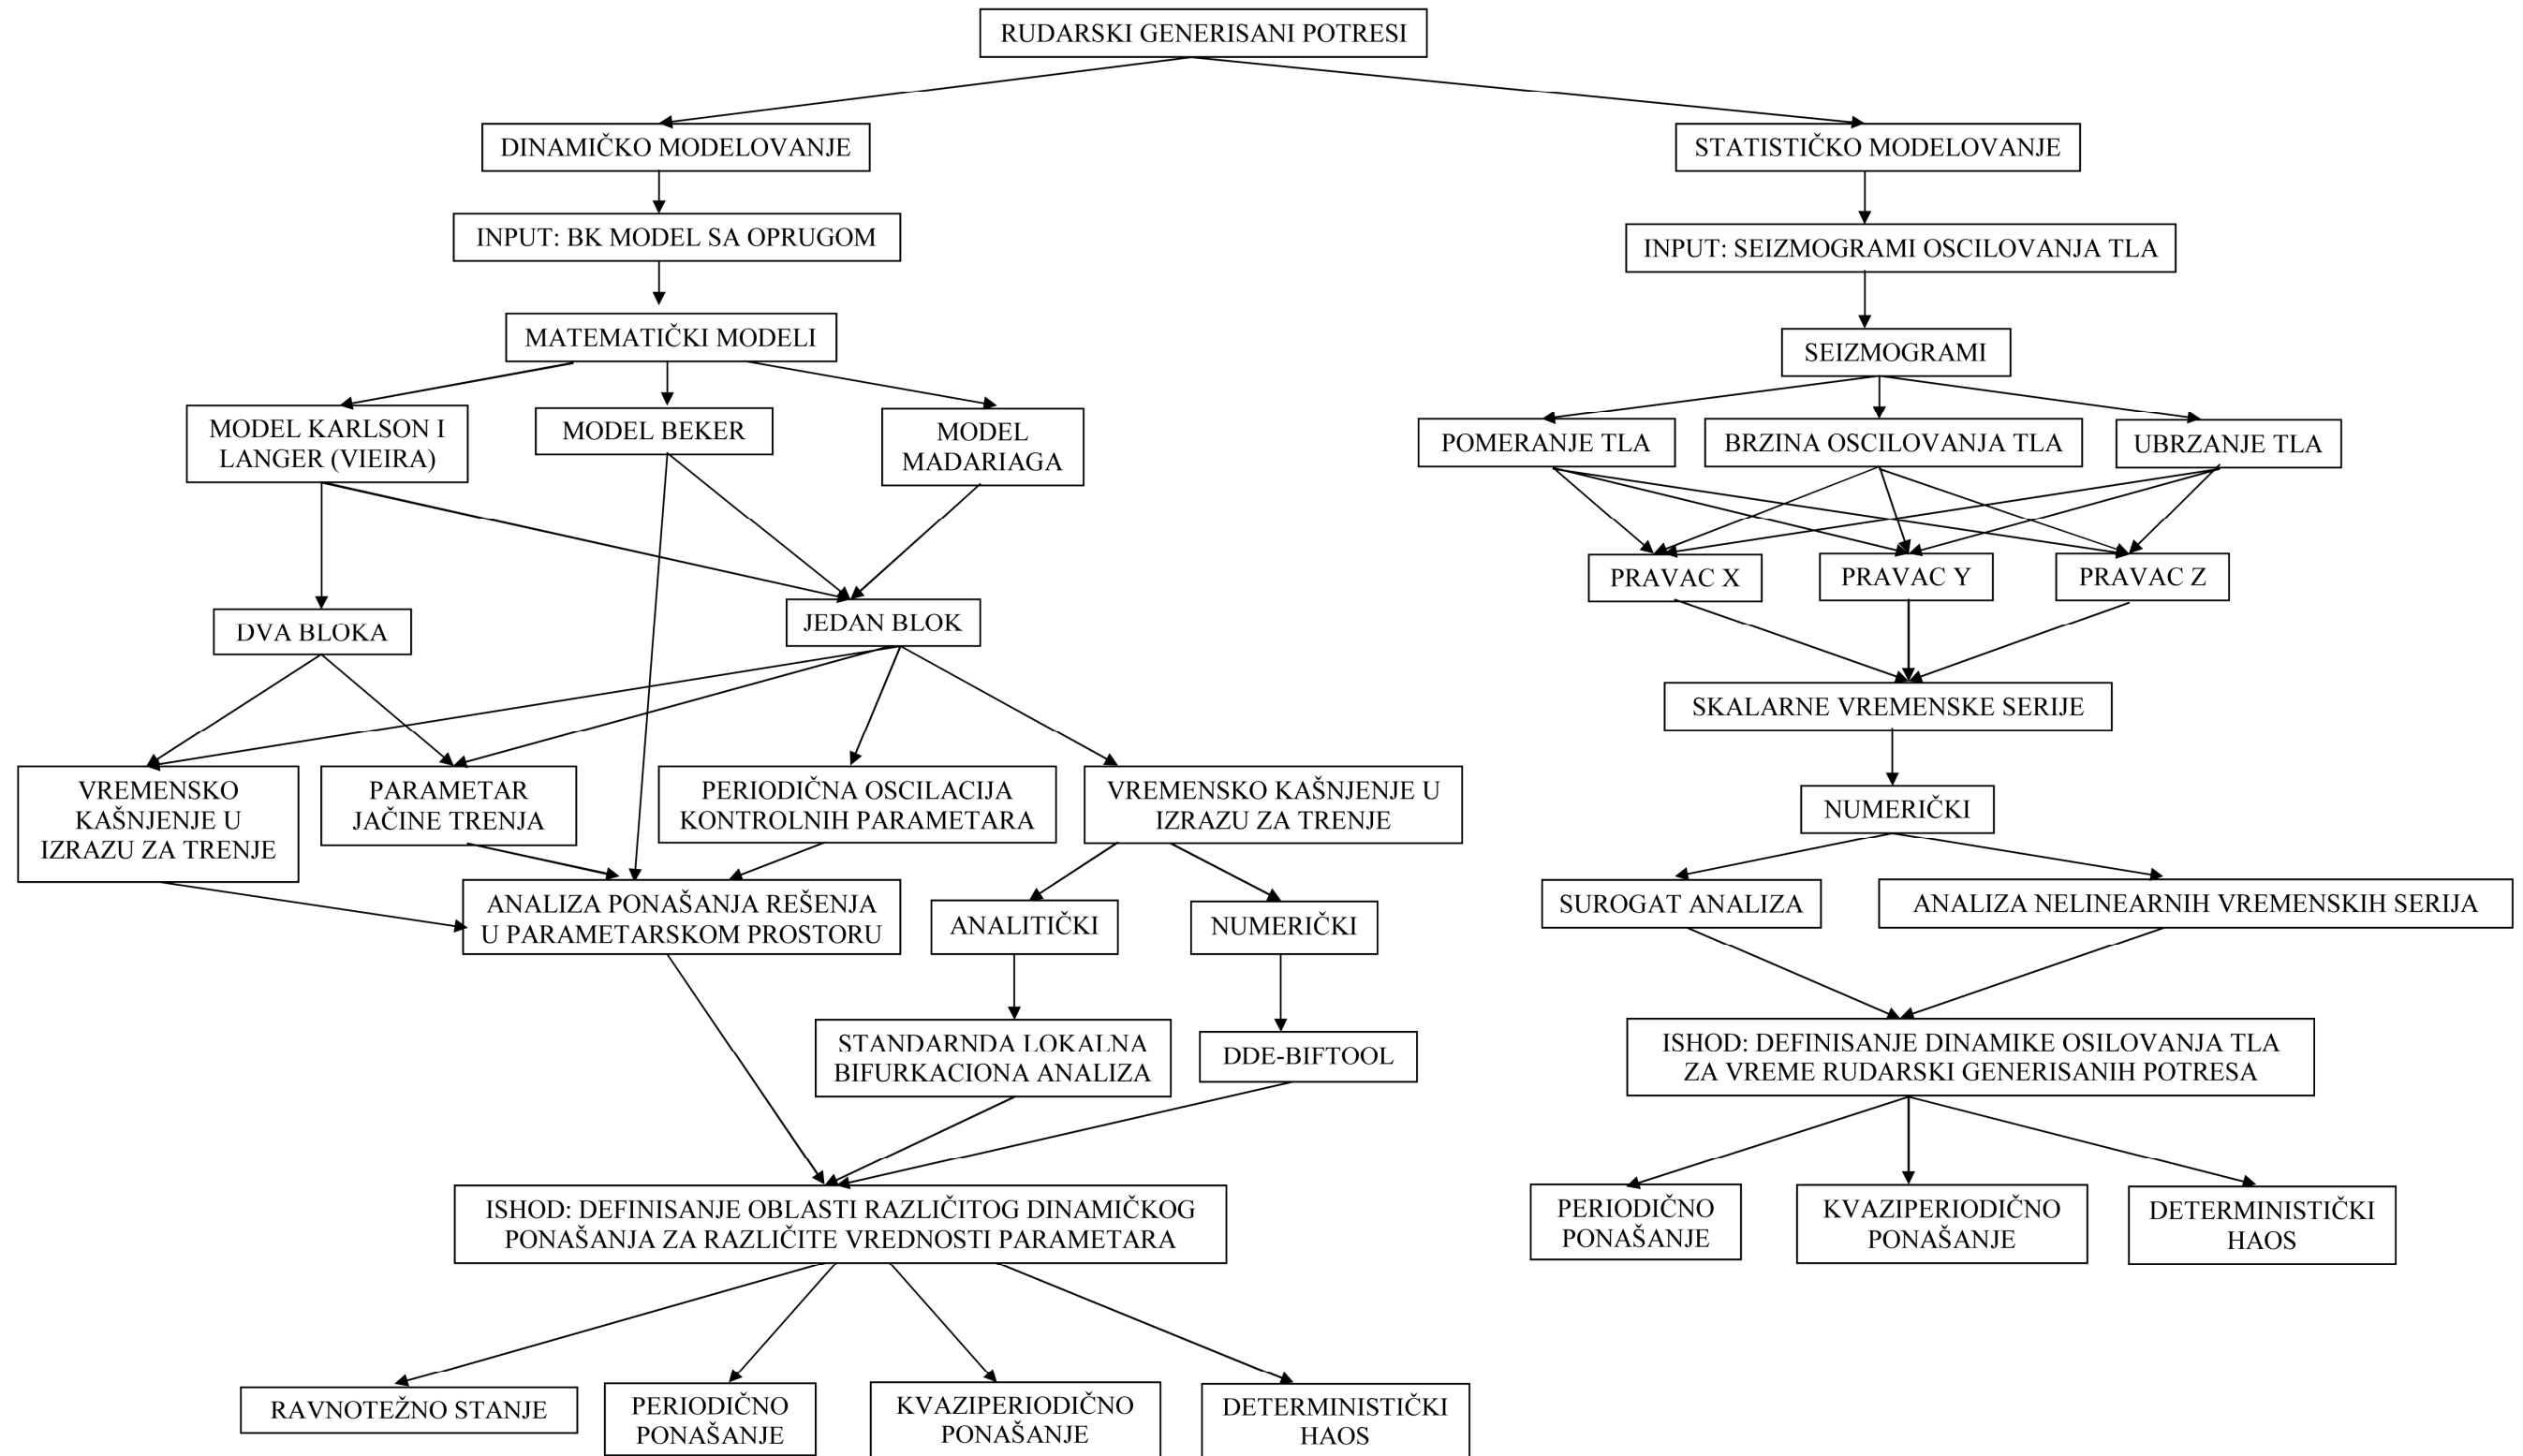 RUDARSKI GENERISANI POTRESI
DINAMIČKO MODELOVANJE
STATISTIČKO MODELOVANJE
INPUT: BK MODEL SA OPRUGOM
INPUT: SEIZMOGRAMI OSCILOVANJA TLA
MATEMATIČKI MODELI
SEIZMOGRAMI
MODEL KARLSON I
LANGER (VIEIRA)
MODEL BEKER
MODEL
MADARIAGA
POMERANJE TLA
BRZINA OSCILOVANJA TLA
UBRZANJE TLA
PRAVAC X
PRAVAC Y
PRAVAC Z
DVA BLOKA
JEDAN BLOK
SKALARNE VREMENSKE SERIJE
VREMENSKO
KAŠNJENJE U
IZRAZU ZA TRENJE
PARAMETAR
JAČINE TRENJA
PERIODIČNA OSCILACIJA
KONTROLNIH PARAMETARA
VREMENSKO KAŠNJENJE U
IZRAZU ZA TRENJE
NUMERIČKI
ANALIZA PONAŠANJA REŠENJA
U PARAMETARSKOM PROSTORU
ANALITIČKI
NUMERIČKI
SUROGAT ANALIZA
ANALIZA NELINEARNIH VREMENSKIH SERIJA
STANDARNDA LOKALNA
BIFURKACIONA ANALIZA
DDE-BIFTOOL
ISHOD: DEFINISANJE DINAMIKE OSILOVANJA TLA
ZA VREME RUDARSKI GENERISANIH POTRESA
ISHOD: DEFINISANJE OBLASTI RAZLIČITOG DINAMIČKOG
PONAŠANJA ZA RAZLIČITE VREDNOSTI PARAMETARA
PERIODIČNO
PONAŠANJE
KVAZIPERIODIČNO
PONAŠANJE
DETERMINISTIČKI
HAOS
RAVNOTEŽNO STANJE
PERIODIČNO
PONAŠANJE
KVAZIPERIODIČNO
PONAŠANJE
DETERMINISTIČKI
HAOS